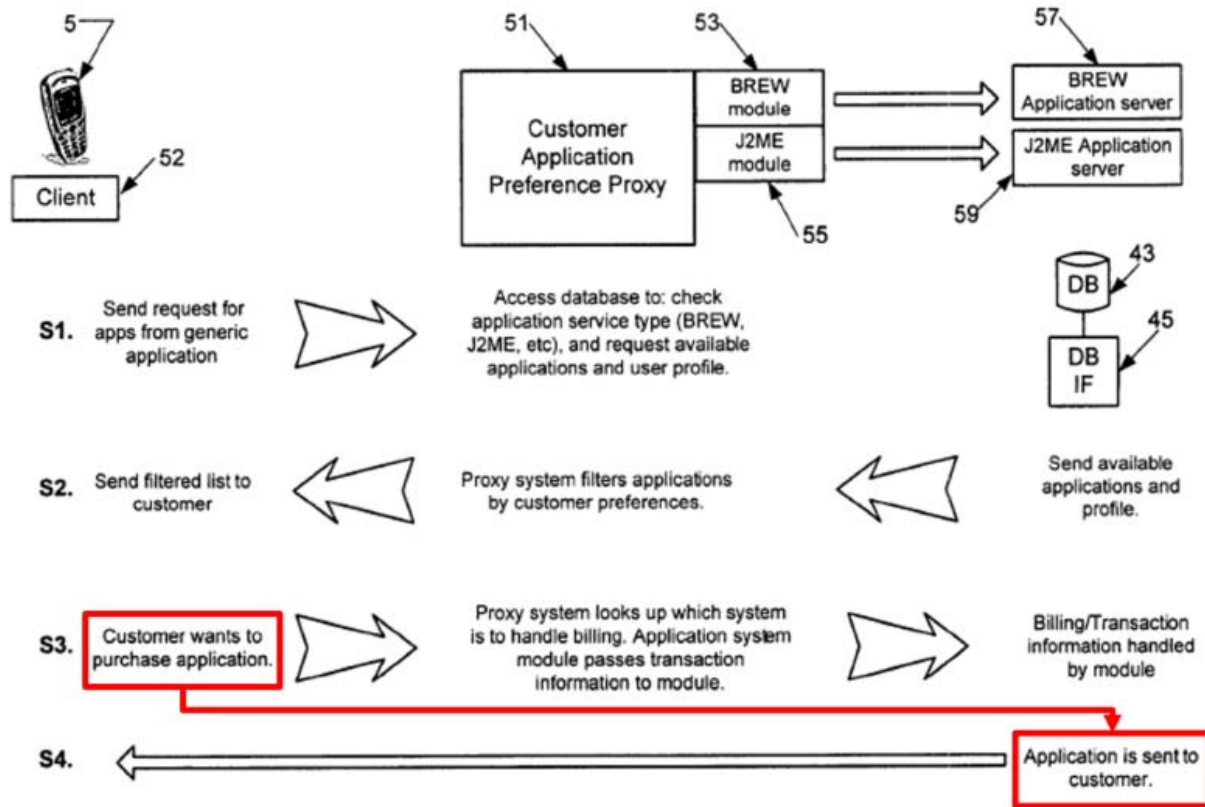 5
51
53
57
BREW
module
BREW
Application server
Customer
Application
Preference Proxy
J2ME
module
J2ME Application
server
52
Client
55
59
43
DB
S1.
Send request for
apps from generic
application
Access database to: check
application service type (BREW,
J2ME, etc), and request available
applications and user profile.
45
DB
IF
S2.
Send filtered list to
customer
Proxy system filters applications
by customer preferences.
Send available
applications and
profile.
S3.
Customer wants to
purchase application.
Proxy system looks up which system
is to handle billing. Application system
module passes transaction
information to module.
Billing/Transaction
information handled
by module
S4.
Application is sent to
customer.